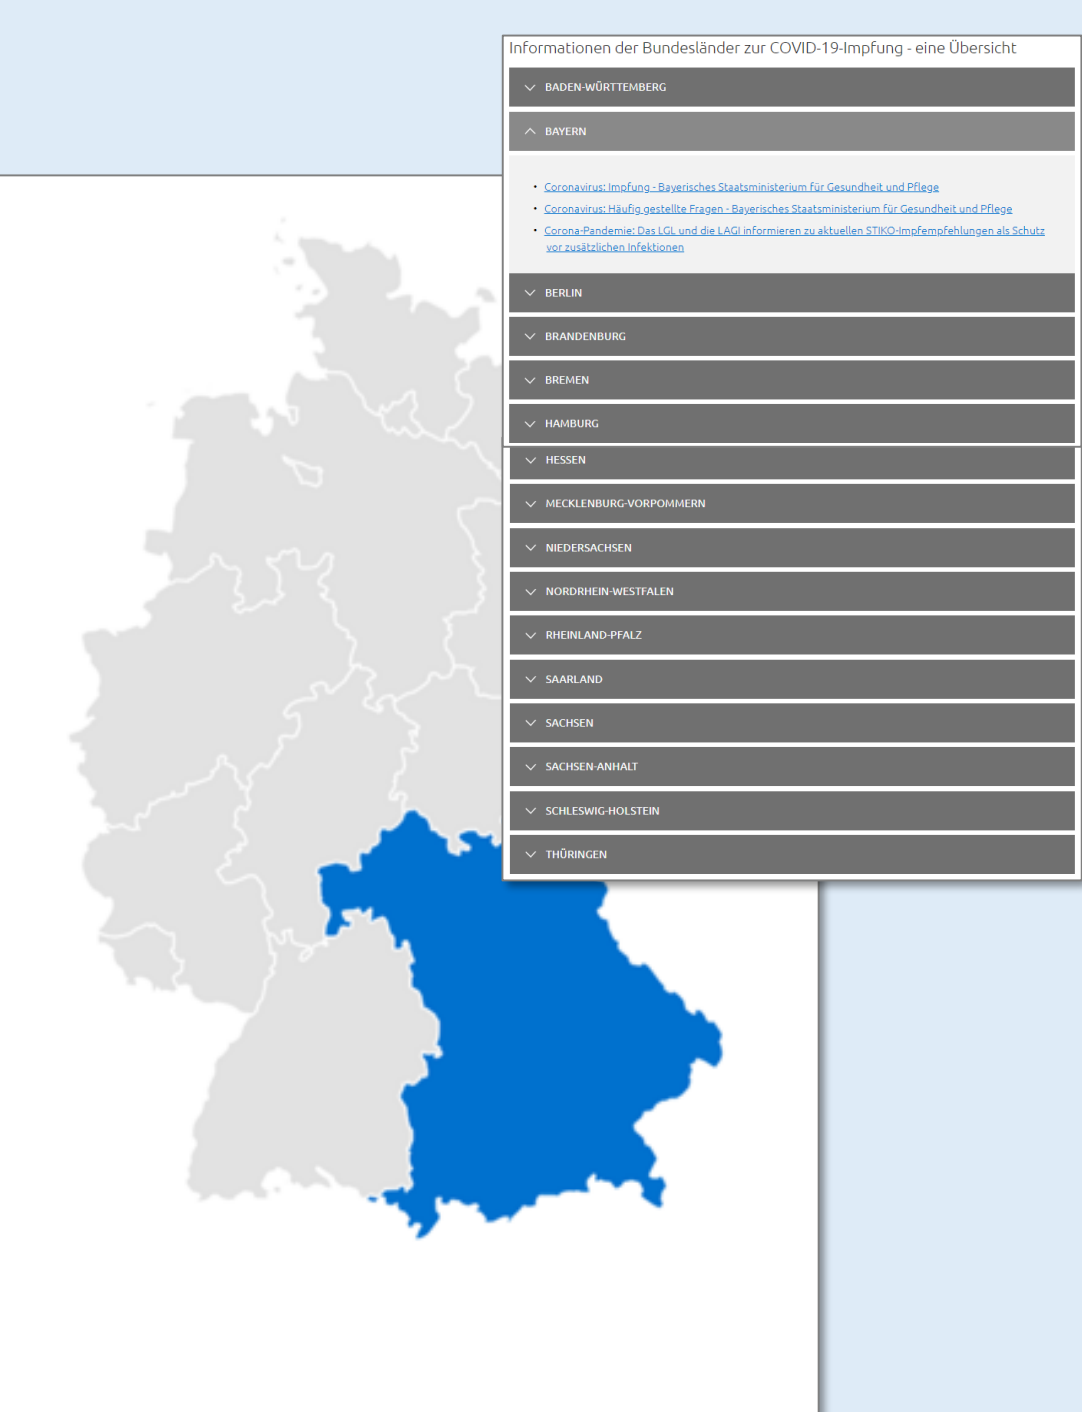 Informationen der Bundesländer zur COVID-19-Impfung - eine Übersicht
BADEN-WÜRTTEMBERG
BAYERN
• Coronavirus: Impfung - Bayerisches Staatsministerium für Gesundheit und Pflege
• Coronavirus: Häufig gestellte Fragen - Bayerisches Staatsministerium für Gesundheit und Pflege
• Corona-Pandemie: Das LGL und die LAGI informieren zu aktuellen STIKO-Impfempfehlungen als Schutz
vor zusätzlichen Infektionen
BERLIN
BRANDENBURG
BREMEN
HAMBURG
HESSEN
MECKLENBURG-VORPOMMERN
NIEDERSACHSEN
NORDRHEIN-WESTFALEN
RHEINLAND-PFALZ
SAARLAND
SACHSEN
SACHSEN-ANHALT
SCHLESWIG-HOLSTEIN
THÜRINGEN